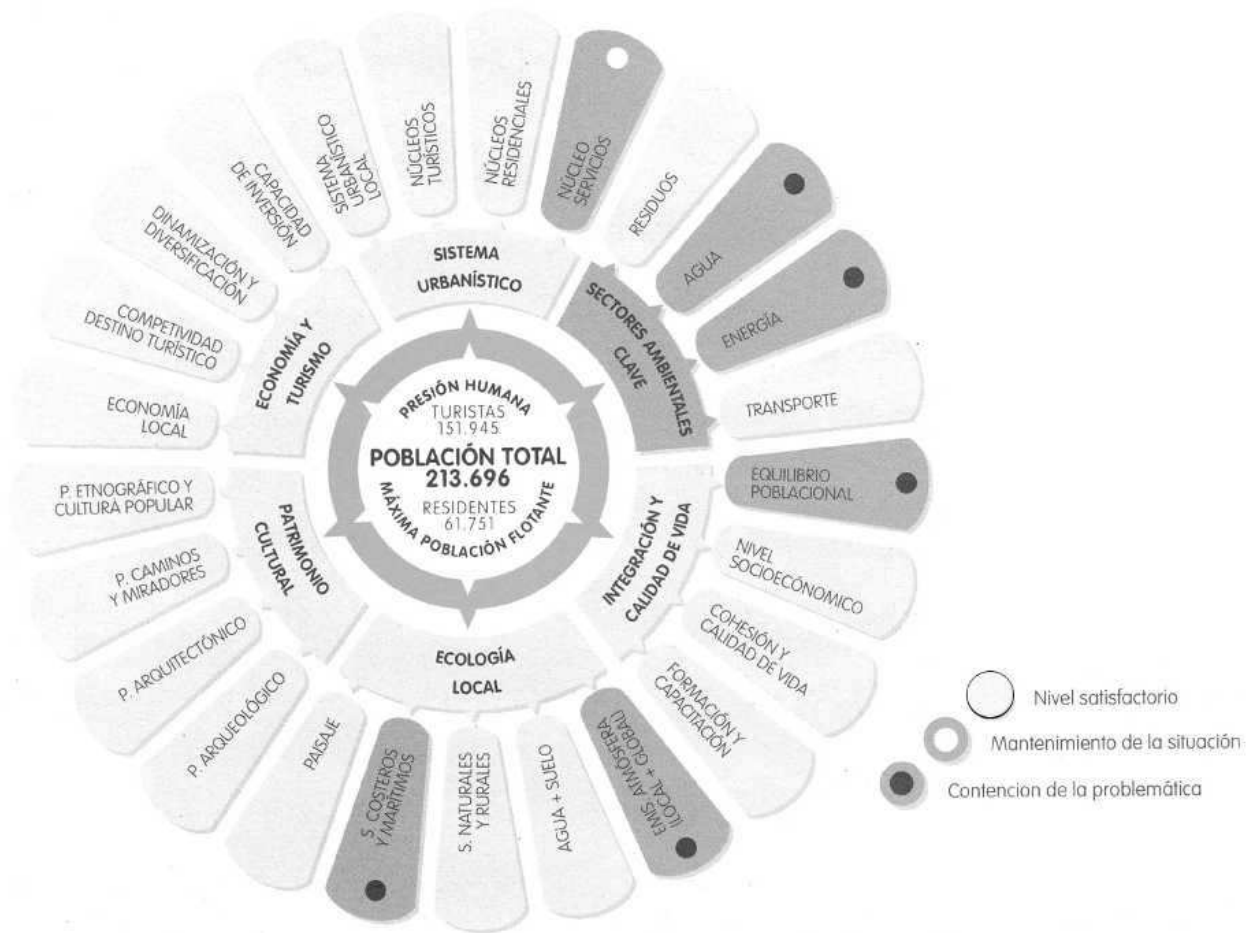 PRESIÓN HUMANA
TURISTAS
151.945
POBLACIÓN TOTAL
213.696
RESIDENTES
61.751
MÁXIMA POBLACIÓN FLOTANTE
SISTEMA
URBANÍSTICO
SISTEMA
URBANÍSTICO
LOCAL
NÚCLEOS
TURÍSTICOS
NÚCLEOS
RESIDENCIALES
NÚCLEO
SERVICIOS
SECTORES AMBIENTALES
CLAVE
RESIDUOS
AGUA
ENERGÍA
TRANSPORTE
INTEGRACIÓN Y
CALIDAD DE VIDA
EQUILIBRIO
POBLACIONAL
NIVEL
SOCIOECÓNOMICO
COHESIÓN Y
CALIDAD DE VIDA
FORMACIÓN Y
CAPACITACIÓN
ECOLOGÍA
LOCAL
EMIS ATMÓSFERA
(LOCAL + GLOBAL)
AGUA + SUELO
S. NATURALES
Y RURALES
S. COSTEROS
Y MARÍTIMOS
PAISAJE
PATRIMONIO
CULTURAL
P. ARQUEOLÓGICO
P. ARQUITECTÓNICO
P. CAMINOS
Y MIRADORES
P. ETNOGRÁFICO Y
CULTURA POPULAR
ECONOMÍA Y
TURISMO
ECONOMÍA
LOCAL
COMPETIVIDAD
DESTINO TURÍSTICO
DINAMIZACIÓN Y
DIVERSIFICACIÓN
CAPACIDAD
DE INVERSIÓN
Nivel satisfactorio
Mantenimiento de la situación
Contencion de la problemática